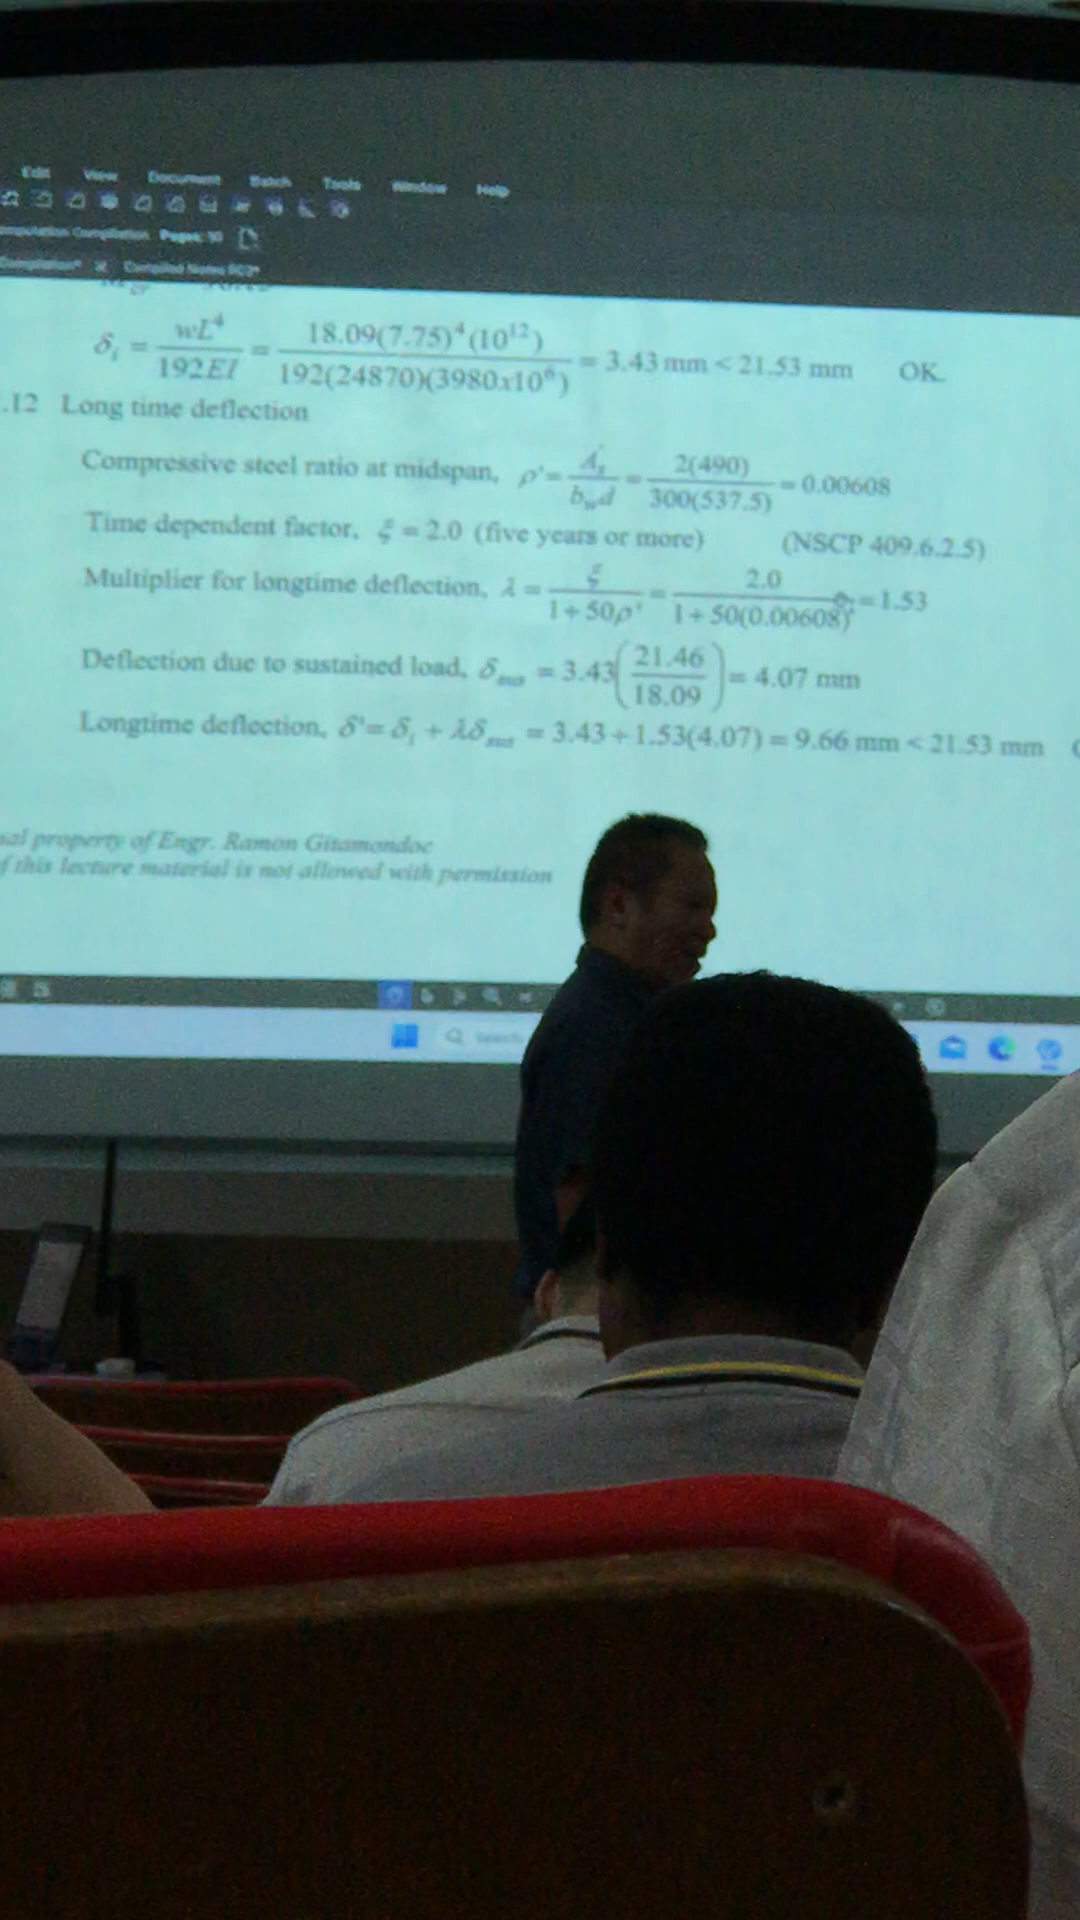 Edit View Document Batch Tools Window Help
Pages: 30
Compiled Notes RC2*
δi = wL⁴/192EI = 18.09(7.75)⁴(10¹²)/192(24870)(3980x10⁶) = 3.43 mm < 21.53 mm OK.
.12 Long time deflection
Compressive steel ratio at midspan, ρ' = A's/bwd = 2(490)/300(537.5) = 0.00608
Time dependent factor, ξ = 2.0 (five years or more) (NSCP 409.6.2.5)
Multiplier for longtime deflection, λ = ξ/1+50ρ' = 2.0/1+50(0.00608) = 1.53
Deflection due to sustained load, δsus = 3.43(21.46/18.09) = 4.07 mm
Longtime deflection, δ' = δi + λδsus = 3.43+1.53(4.07) = 9.66 mm < 21.53 mm
property of Engr. Ramon Gitamondoc
f this lecture material is not allowed with permission
Search